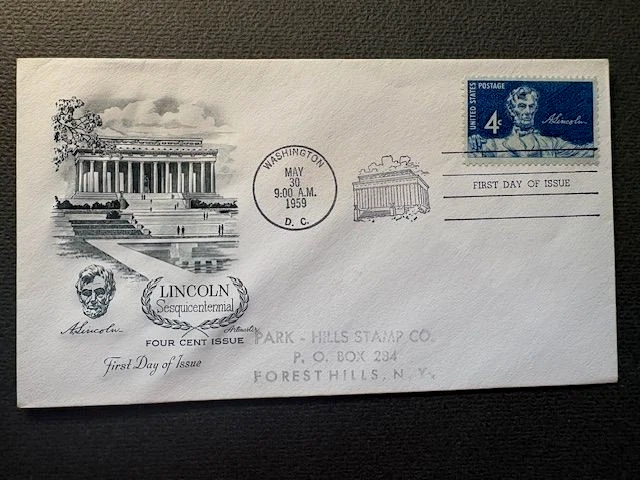 UNITED STATES POSTAGE
4c
A. Lincoln
WASHINGTON
MAY
30
9:00 A.M.
1959
D. C.
FIRST DAY OF ISSUE
A. Lincoln
LINCOLN
Sesquicentennial
Artmaster
FOUR CENT ISSUE
First Day of Issue
PARK - HILLS STAMP CO.
P. O. BOX 284
FOREST HILLS, N. Y.